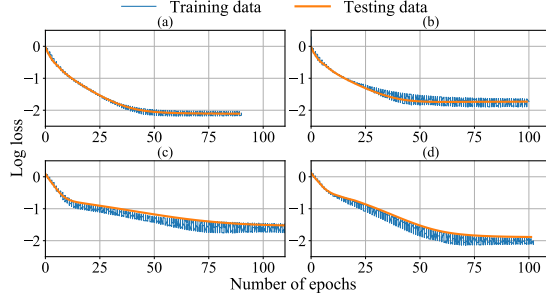 Training data Testing data
(a) (b)
0 0
−1 −1
−2 −2
0 25 50 75 100 0 25 50 75 100
(c) (d)
Log loss
0 0
−1 −1
−2 −2
0 25 50 75 100 0 25 50 75 100
Number of epochs